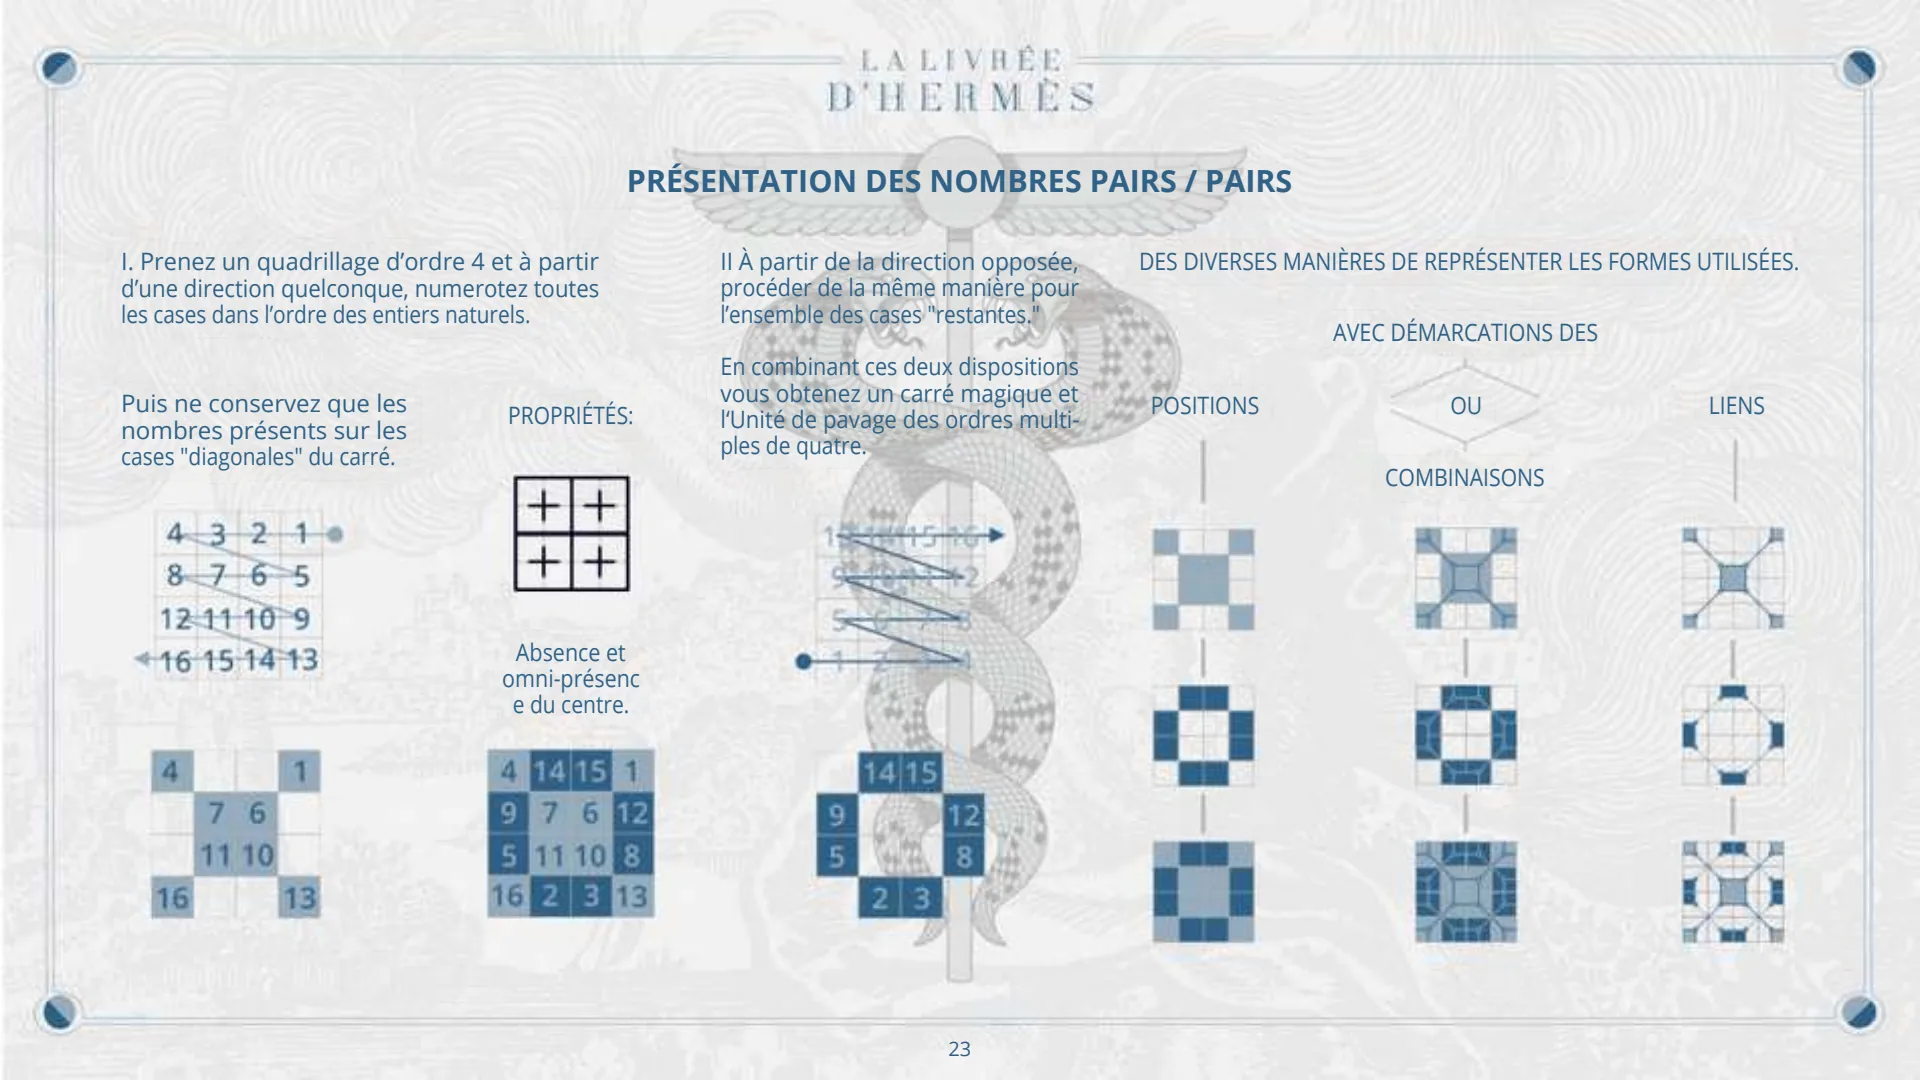 LA LIVRÉE
D'HERMÈS
PRÉSENTATION DES NOMBRES PAIRS / PAIRS
I. Prenez un quadrillage d’ordre 4 et à partir
d’une direction quelconque, numerotez toutes
les cases dans l’ordre des entiers naturels.
Puis ne conservez que les
nombres présents sur les
cases "diagonales" du carré.
4 3 2 1
8 7 6 5
12 11 10 9
16 15 14 13
4 1
7 6
11 10
16 13
PROPRIÉTÉS:
Absence et
omni-présenc
e du centre.
4 14 15 1
9 7 6 12
5 11 10 8
16 2 3 13
II À partir de la direction opposée,
procéder de la même manière pour
l’ensemble des cases "restantes."
En combinant ces deux dispositions
vous obtenez un carré magique et
l‘Unité de pavage des ordres multi-
ples de quatre.
14 15
9 12
5 8
2 3
DES DIVERSES MANIÈRES DE REPRÉSENTER LES FORMES UTILISÉES.
AVEC DÉMARCATIONS DES
POSITIONS
OU
LIENS
COMBINAISONS
23